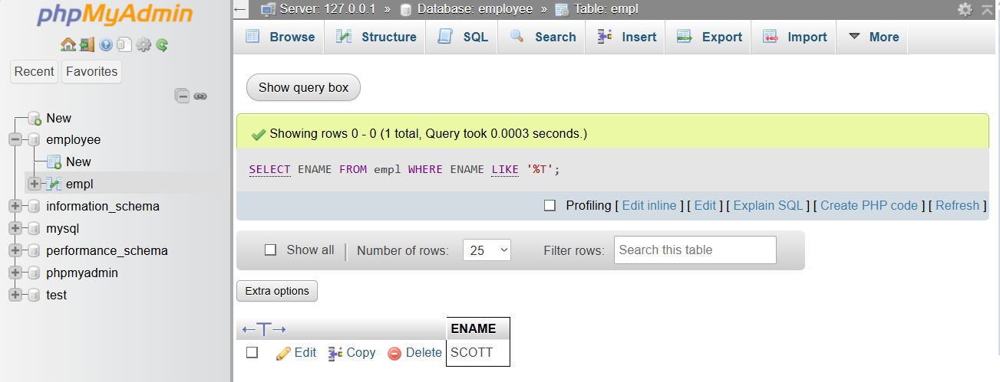 phpMyAdmin
Recent Favorites
New
employee
New
empl
information_schema
mysql
performance_schema
phpmyadmin
test
Server: 127.0.0.1 » Database: employee » Table: empl
Browse Structure SQL Search Insert Export Import More
Show query box
Showing rows 0 - 0 (1 total, Query took 0.0003 seconds.)
SELECT ENAME FROM empl WHERE ENAME LIKE '%T';
Profiling [ Edit inline ] [ Edit ] [ Explain SQL ] [ Create PHP code ] [ Refresh ]
Show all Number of rows: 25 Filter rows: Search this table
Extra options
←T→ ENAME
Edit Copy Delete SCOTT